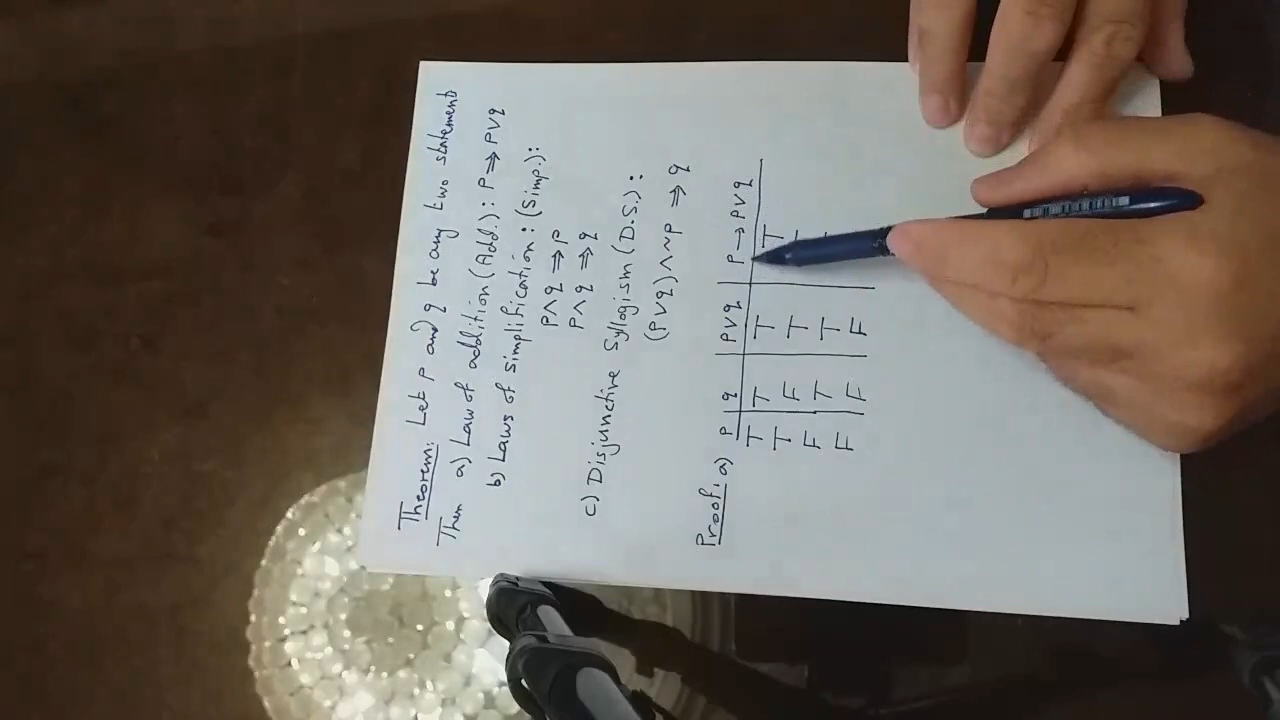 Theorem: Let p and q be any two statement
Then a) Law of addition (Add.): P ⇒ P∨q
b) Laws of simplification: (Simp.):
P∧q ⇒ P
P∧q ⇒ q
c) Disjunctive Syllogism (D.S.):
(P∨q)∧~P ⇒ q
Proof: a) P | q | P∨q | P → P∨q
T T T T
T F T
F T T
F F F